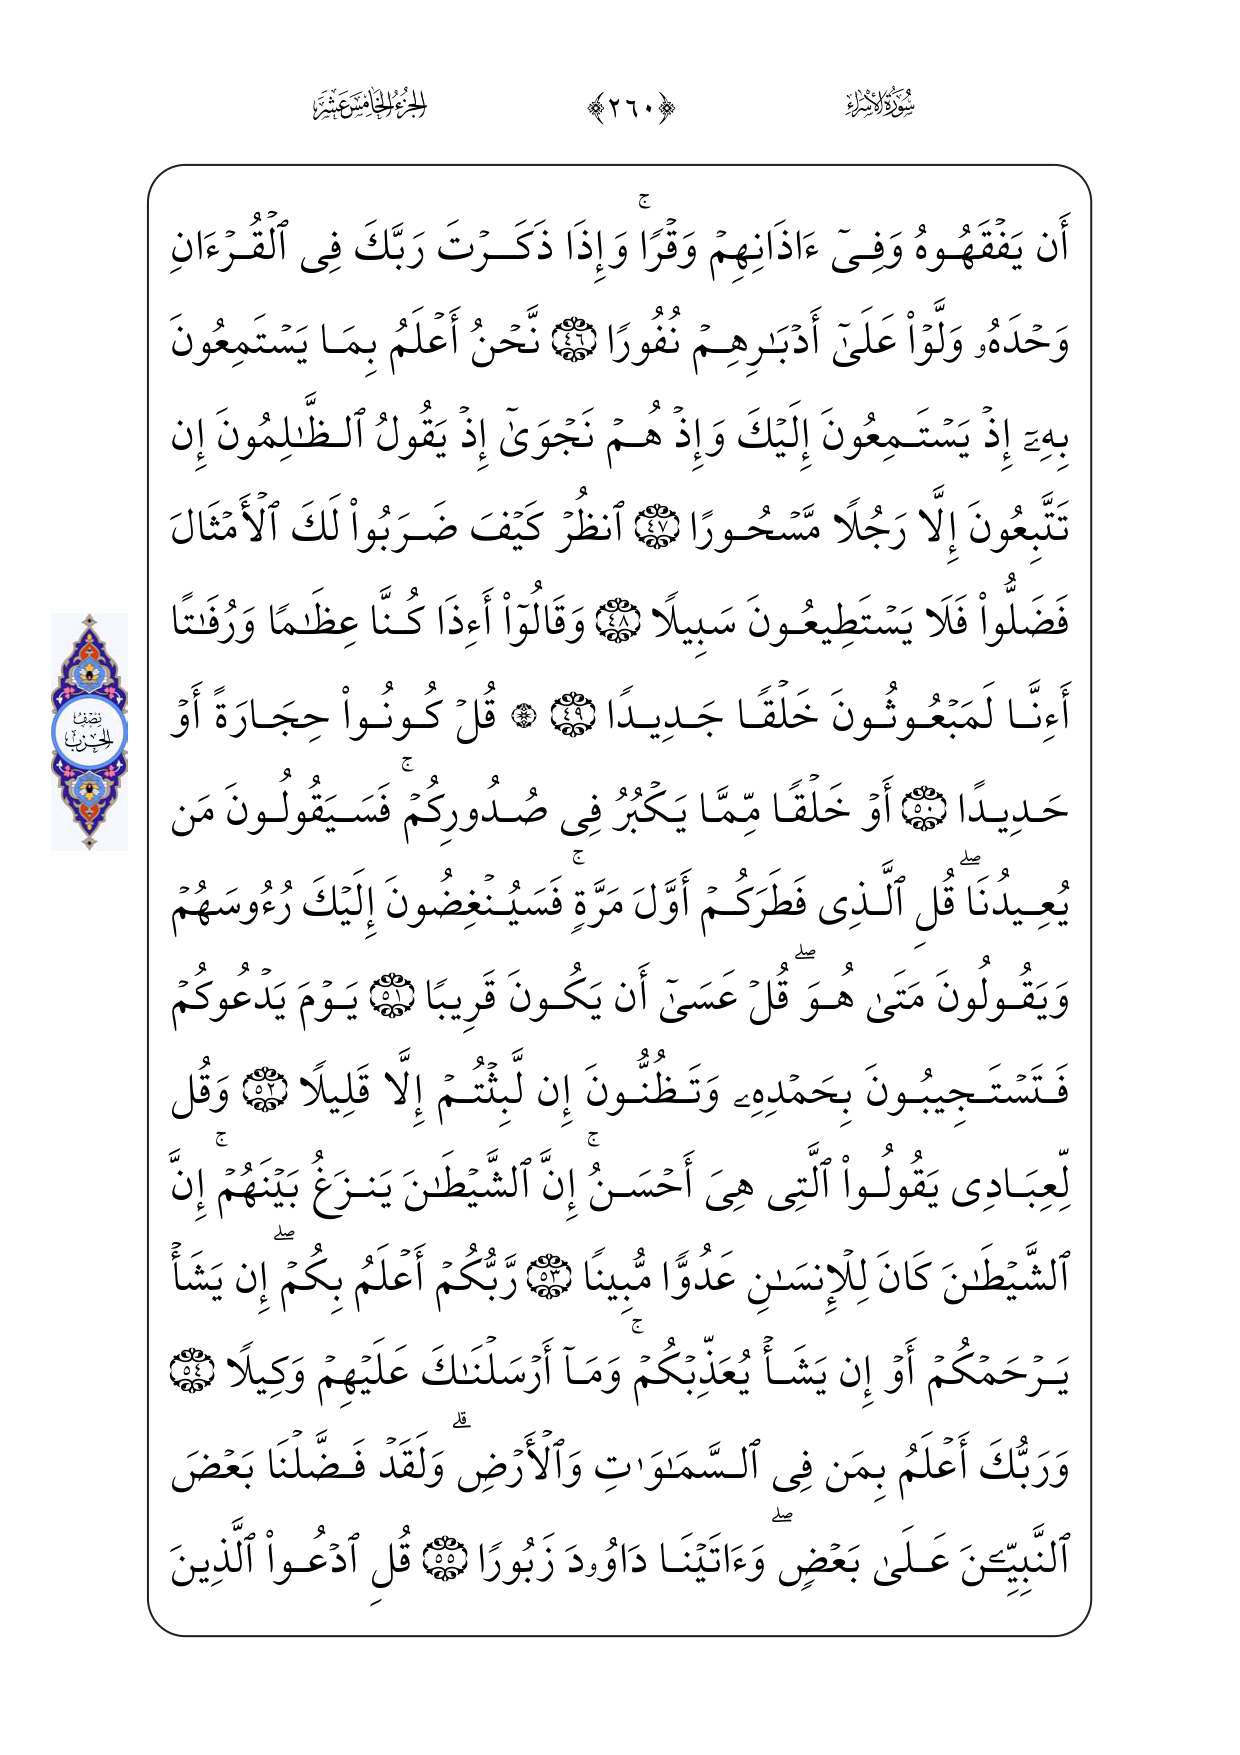 سُورَةُ الإِسْرَاء ﴿٢٦٠﴾ الجُزْءُ الخَامِسَ عَشَرَ
أَن يَفۡقَهُوهُ وَفِىٓ ءَاذَانِهِمۡ وَقۡرًاۚ وَإِذَا ذَكَرۡتَ رَبَّكَ فِى ٱلۡقُرۡءَانِ
وَحۡدَهُۥ وَلَّوۡاْ عَلَىٰٓ أَدۡبَـٰرِهِمۡ نُفُورًا ٤٦ نَّحۡنُ أَعۡلَمُ بِمَا يَسۡتَمِعُونَ
بِهِۦٓ إِذۡ يَسۡتَمِعُونَ إِلَيۡكَ وَإِذۡ هُمۡ نَجۡوَىٰٓ إِذۡ يَقُولُ ٱلظَّـٰلِمُونَ إِن
تَتَّبِعُونَ إِلَّا رَجُلًا مَّسۡحُورًا ٤٧ ٱنظُرۡ كَيۡفَ ضَرَبُواْ لَكَ ٱلۡأَمۡثَالَ
فَضَلُّواْ فَلَا يَسۡتَطِيعُونَ سَبِيلًا ٤٨ وَقَالُوٓاْ أَءِذَا كُنَّا عِظَـٰمًا وَرُفَـٰتًا
أَءِنَّا لَمَبۡعُوثُونَ خَلۡقًا جَدِيدًا ٤٩ ۞ قُلۡ كُونُواْ حِجَارَةً أَوۡ
حَدِيدًا ٥٠ أَوۡ خَلۡقًا مِّمَّا يَكۡبُرُ فِى صُدُورِكُمۡۚ فَسَيَقُولُونَ مَن
يُعِيدُنَاۖ قُلِ ٱلَّذِى فَطَرَكُمۡ أَوَّلَ مَرَّةٍۚ فَسَيُنۡغِضُونَ إِلَيۡكَ رُءُوسَهُمۡ
وَيَقُولُونَ مَتَىٰ هُوَۖ قُلۡ عَسَىٰٓ أَن يَكُونَ قَرِيبًا ٥١ يَوۡمَ يَدۡعُوكُمۡ
فَتَسۡتَجِيبُونَ بِحَمۡدِهِۦ وَتَظُنُّونَ إِن لَّبِثۡتُمۡ إِلَّا قَلِيلًا ٥٢ وَقُل
لِّعِبَادِى يَقُولُواْ ٱلَّتِى هِىَ أَحۡسَنُۚ إِنَّ ٱلشَّيۡطَـٰنَ يَنزَغُ بَيۡنَهُمۡۚ إِنَّ
ٱلشَّيۡطَـٰنَ كَانَ لِلۡإِنسَـٰنِ عَدُوًّا مُّبِينًا ٥٣ رَّبُّكُمۡ أَعۡلَمُ بِكُمۡۖ إِن يَشَأۡ
يَرۡحَمۡكُمۡ أَوۡ إِن يَشَأۡ يُعَذِّبۡكُمۡۚ وَمَآ أَرۡسَلۡنَـٰكَ عَلَيۡهِمۡ وَكِيلًا ٥٤
وَرَبُّكَ أَعۡلَمُ بِمَن فِى ٱلسَّمَـٰوَٰتِ وَٱلۡأَرۡضِۗ وَلَقَدۡ فَضَّلۡنَا بَعۡضَ
ٱلنَّبِيِّـۧنَ عَلَىٰ بَعۡضٍۖ وَءَاتَيۡنَا دَاوُۥدَ زَبُورًا ٥٥ قُلِ ٱدۡعُواْ ٱلَّذِينَ
نِصْفُ
الحِزْبِ